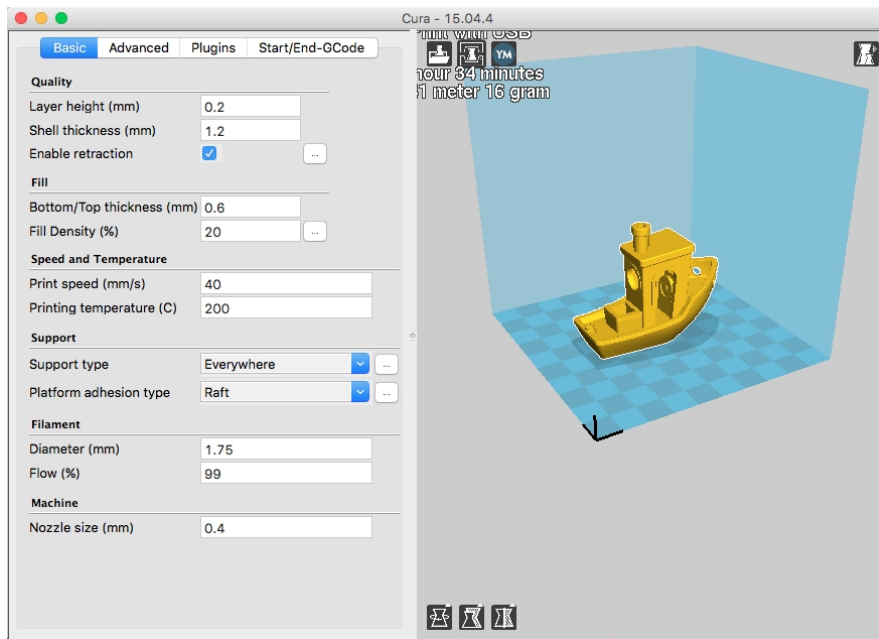 Cura - 15.04.4
Basic Advanced Plugins Start/End-GCode
Quality
Layer height (mm) 0.2
Shell thickness (mm) 1.2
Enable retraction ...
Fill
Bottom/Top thickness (mm) 0.6
Fill Density (%) 20 ...
Speed and Temperature
Print speed (mm/s) 40
Printing temperature (C) 200
Support
Support type Everywhere ...
Platform adhesion type Raft ...
Filament
Diameter (mm) 1.75
Flow (%) 99
Machine
Nozzle size (mm) 0.4
with USB
YM
hour 34 minutes
meter 16 gram